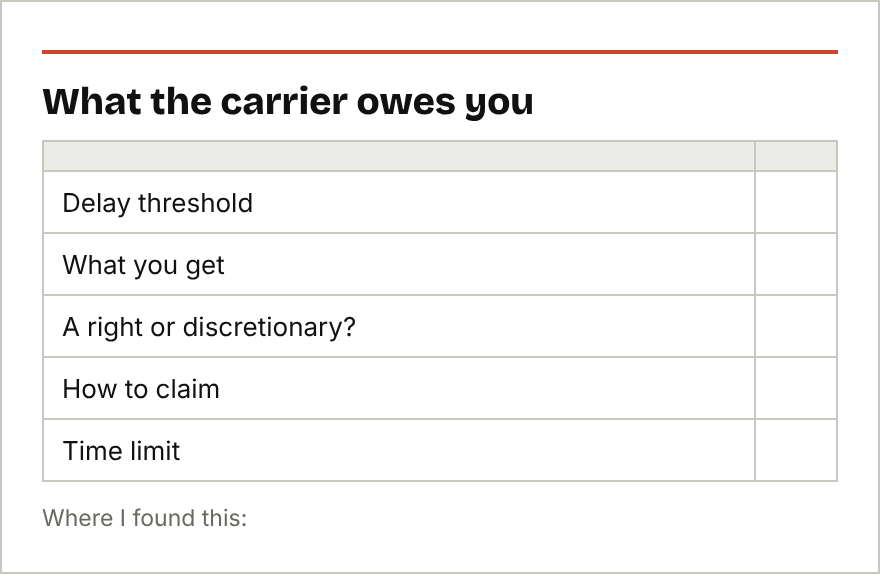 What the carrier owes you
Delay threshold
What you get
A right or discretionary?
How to claim
Time limit
Where I found this: